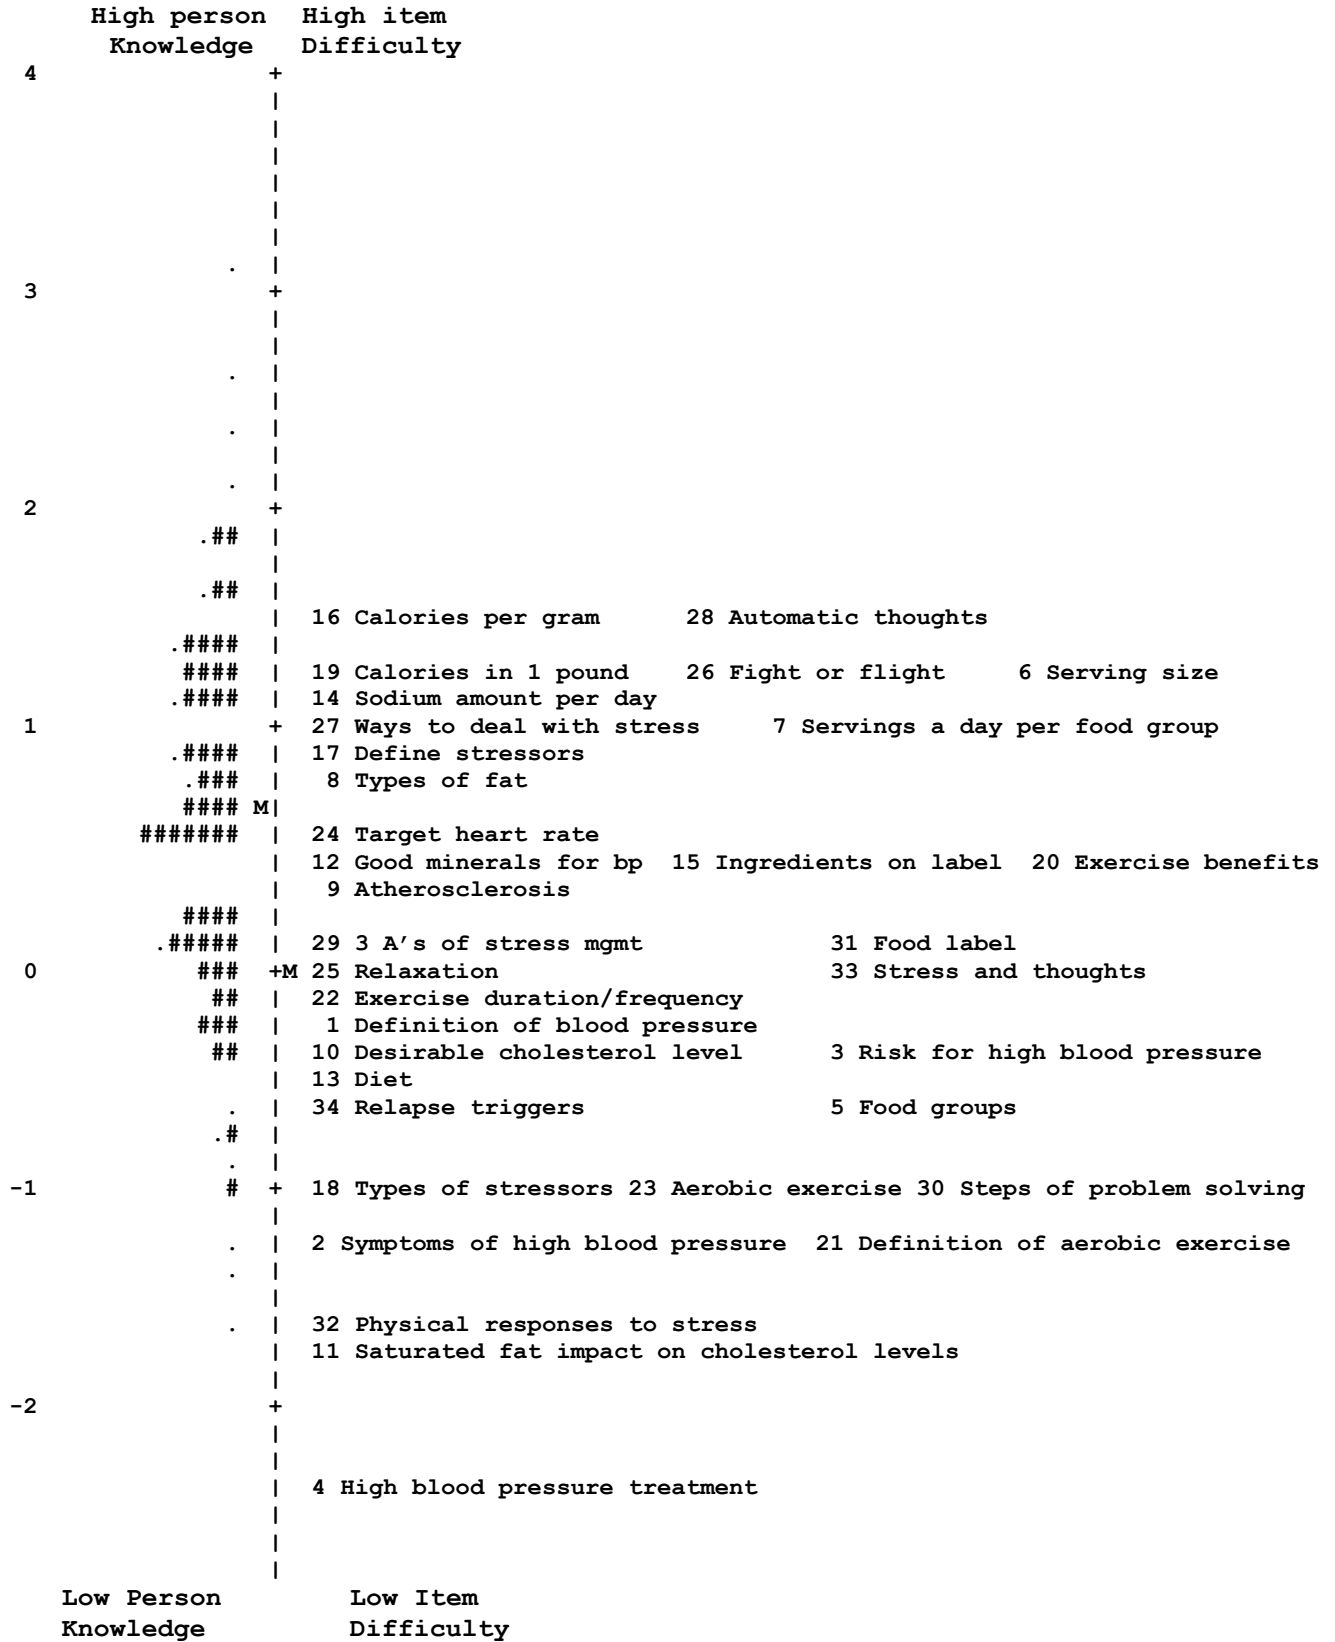 High person  High item
       Knowledge   Difficulty
 4                +
                  |
                  |
                  |
                  |
                  |
                  |
               .  |
 3                +
                  |
                  |
               .  |
                  |
               .  |
                  |
               .  |
 2                +
             .##  |
                  |
             .##  |
                  |  16 Calories per gram      28 Automatic thoughts
           .####  |
            ####  |  19 Calories in 1 pound    26 Fight or flight     6 Serving size
           .####  |  14 Sodium amount per day
 1                +  27 Ways to deal with stress     7 Servings a day per food group
           .####  |  17 Define stressors
            .###  |   8 Types of fat
            #### M|
         #######  |  24 Target heart rate
                  |  12 Good minerals for bp  15 Ingredients on label  20 Exercise benefits
                  |   9 Atherosclerosis
            ####  |
          .#####  |  29 3 A’s of stress mgmt             31 Food label
 0           ###  +M 25 Relaxation                       33 Stress and thoughts
              ##  |  22 Exercise duration/frequency
             ###  |   1 Definition of blood pressure
              ##  |  10 Desirable cholesterol level      3 Risk for high blood pressure
                  |  13 Diet
               .  |  34 Relapse triggers                 5 Food groups
              .#  |
               .  |
-1             #  +  18 Types of stressors 23 Aerobic exercise 30 Steps of problem solving
                  |
               .  |  2 Symptoms of high blood pressure  21 Definition of aerobic exercise
               .  |
                  |
               .  |  32 Physical responses to stress
                  |  11 Saturated fat impact on cholesterol levels
                  |
-2                +
                  |
                  |
                  |  4 High blood pressure treatment
                  |
                  |
                  |
    Low Person         Low Item
    Knowledge          Difficulty